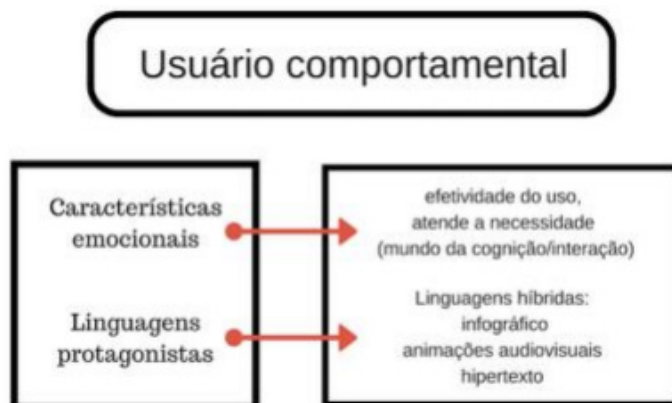 Usuário comportamental
Características
emocionais
efetividade do uso,
atende a necessidade
(mundo da cognição/interação)
Linguagens
protagonistas
Linguagens híbridas:
infográfico
animações audiovisuais
hipertexto